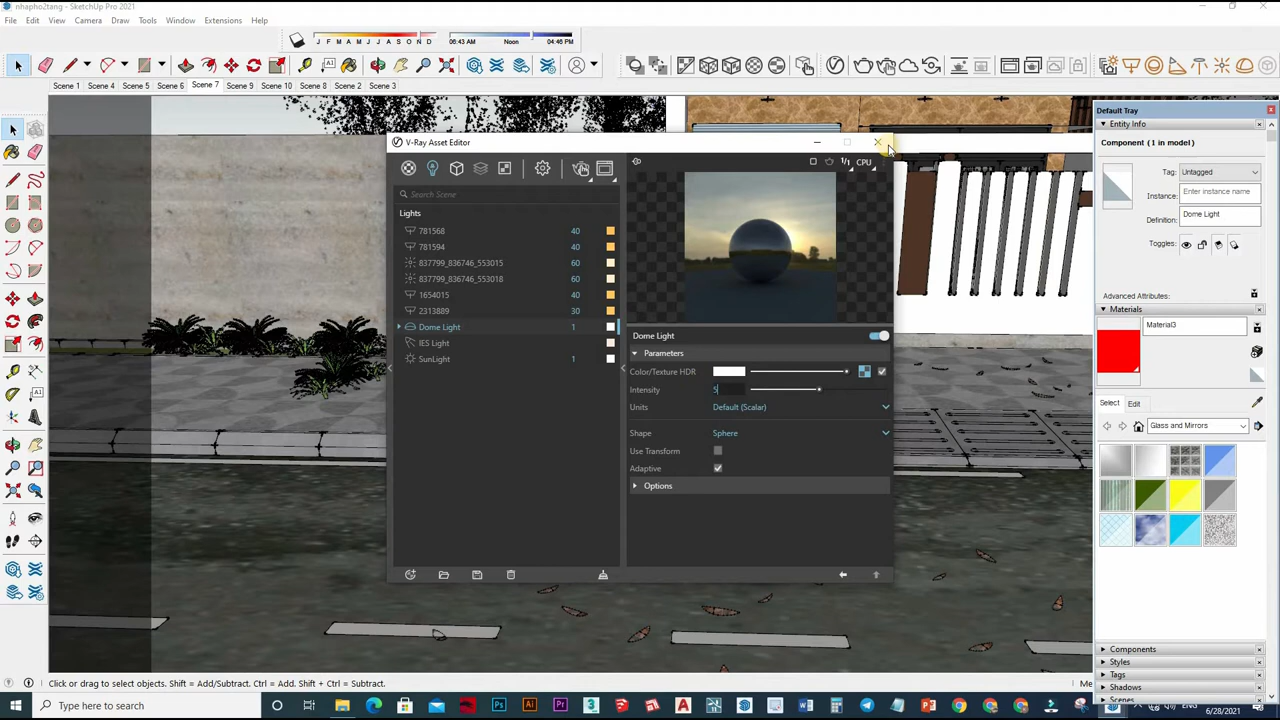 nhapho2tang - SketchUp Pro 2021
File Edit View Camera Draw Tools Window Extensions Help
J F M A M J J A S O N D 06:43 AM Noon 04:46 PM
Scene 1 Scene 4 Scene 5 Scene 6 Scene 7 Scene 9 Scene 10 Scene 8 Scene 2 Scene 3
V-Ray Asset Editor
CPU
Search Scene
Lights
781568 40
781594 40
837799_836746_553015 60
837799_836746_553018 60
1654015 40
2313889 30
Dome Light 1
IES Light
SunLight 1
Dome Light
Parameters
Color/Texture HDR
Intensity 5
Units Default (Scalar)
Shape Sphere
Use Transform
Adaptive
Options
Default Tray
Entity Info
Component (1 in model)
Tag: Untagged
Instance: Enter instance name
Definition: Dome Light
Toggles:
Advanced Attributes:
Materials
Material3
Select Edit
Glass and Mirrors
Components
Styles
Tags
Shadows
Scenes
Click or drag to select objects. Shift = Add/Subtract. Ctrl = Add. Shift + Ctrl = Subtract.
Type here to search
6/28/2021